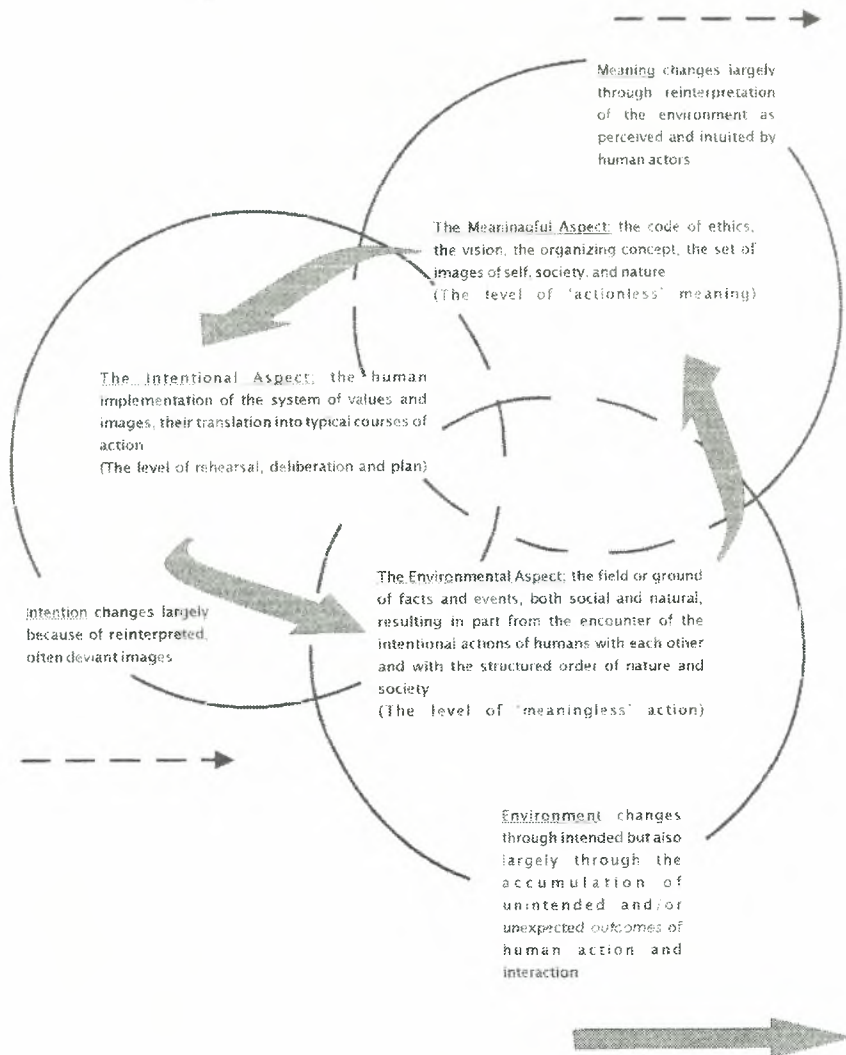 Meaning changes largely
through reinterpretation
of the environment as
perceived and intuited by
human actors
The Meaninauful Aspect: the code of ethics,
the vision, the organizing concept, the set of
images of self, society, and nature
(The level of 'actionless' meaning)
The Intentional Aspect: the human
implementation of the system of values and
images, their translation into typical courses of
action
(The level of rehearsal, deliberation and plan)
Intention changes largely
because of reinterpreted,
often deviant images
The Environmental Aspect: the field or ground
of facts and events, both social and natural,
resulting in part from the encounter of the
intentional actions of humans with each other
and with the structured order of nature and
society
(The level of 'meaningless' action)
Environment changes
through intended but also
largely through the
accumulation of
unintended and/or
unexpected outcomes of
human action and
interaction